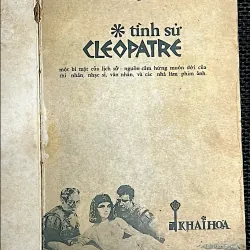 * tình sử
CLEOPATRE
một bí mật của lịch sử - nguồn cảm hứng muôn đời của
thi nhân, nhạc sĩ, văn nhân, và các nhà làm phim ảnh.
KHAI HOA